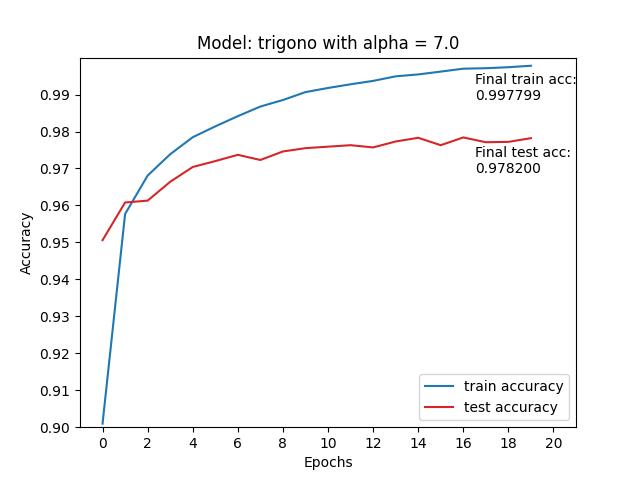 Model: trigono with alpha = 7.0
Final train acc:
0.997799
Final test acc:
0.978200
0.99
0.98
0.97
0.96
0.95
0.94
0.93
0.92
0.91
0.90
Accuracy
train accuracy
test accuracy
0 2 4 6 8 10 12 14 16 18 20
Epochs